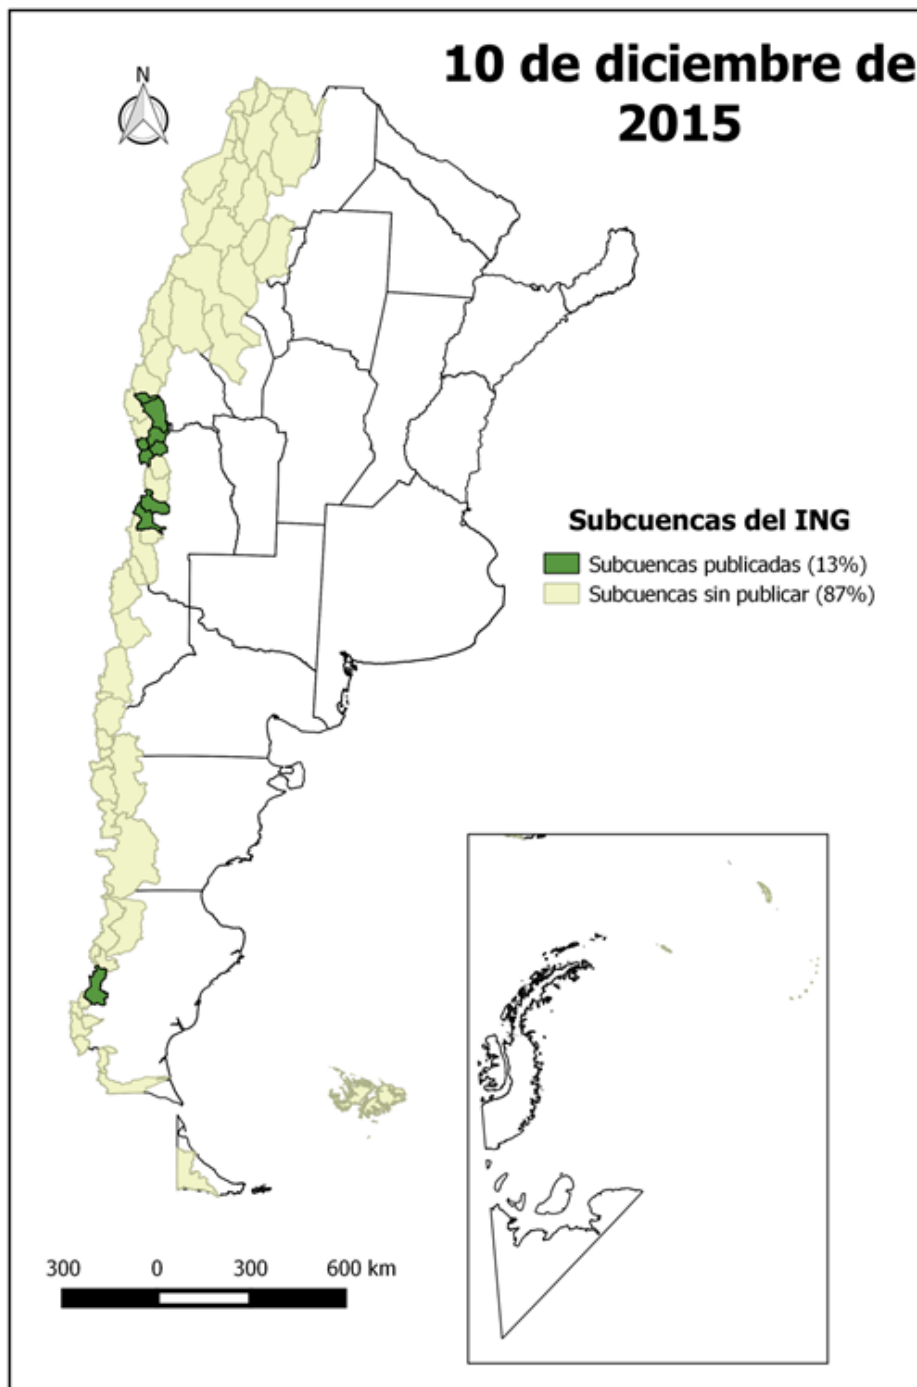 10 de diciembre de
2015
N
Subcuencas del ING
Subcuencas publicadas (13%)
Subcuencas sin publicar (87%)
300 0 300 600 km